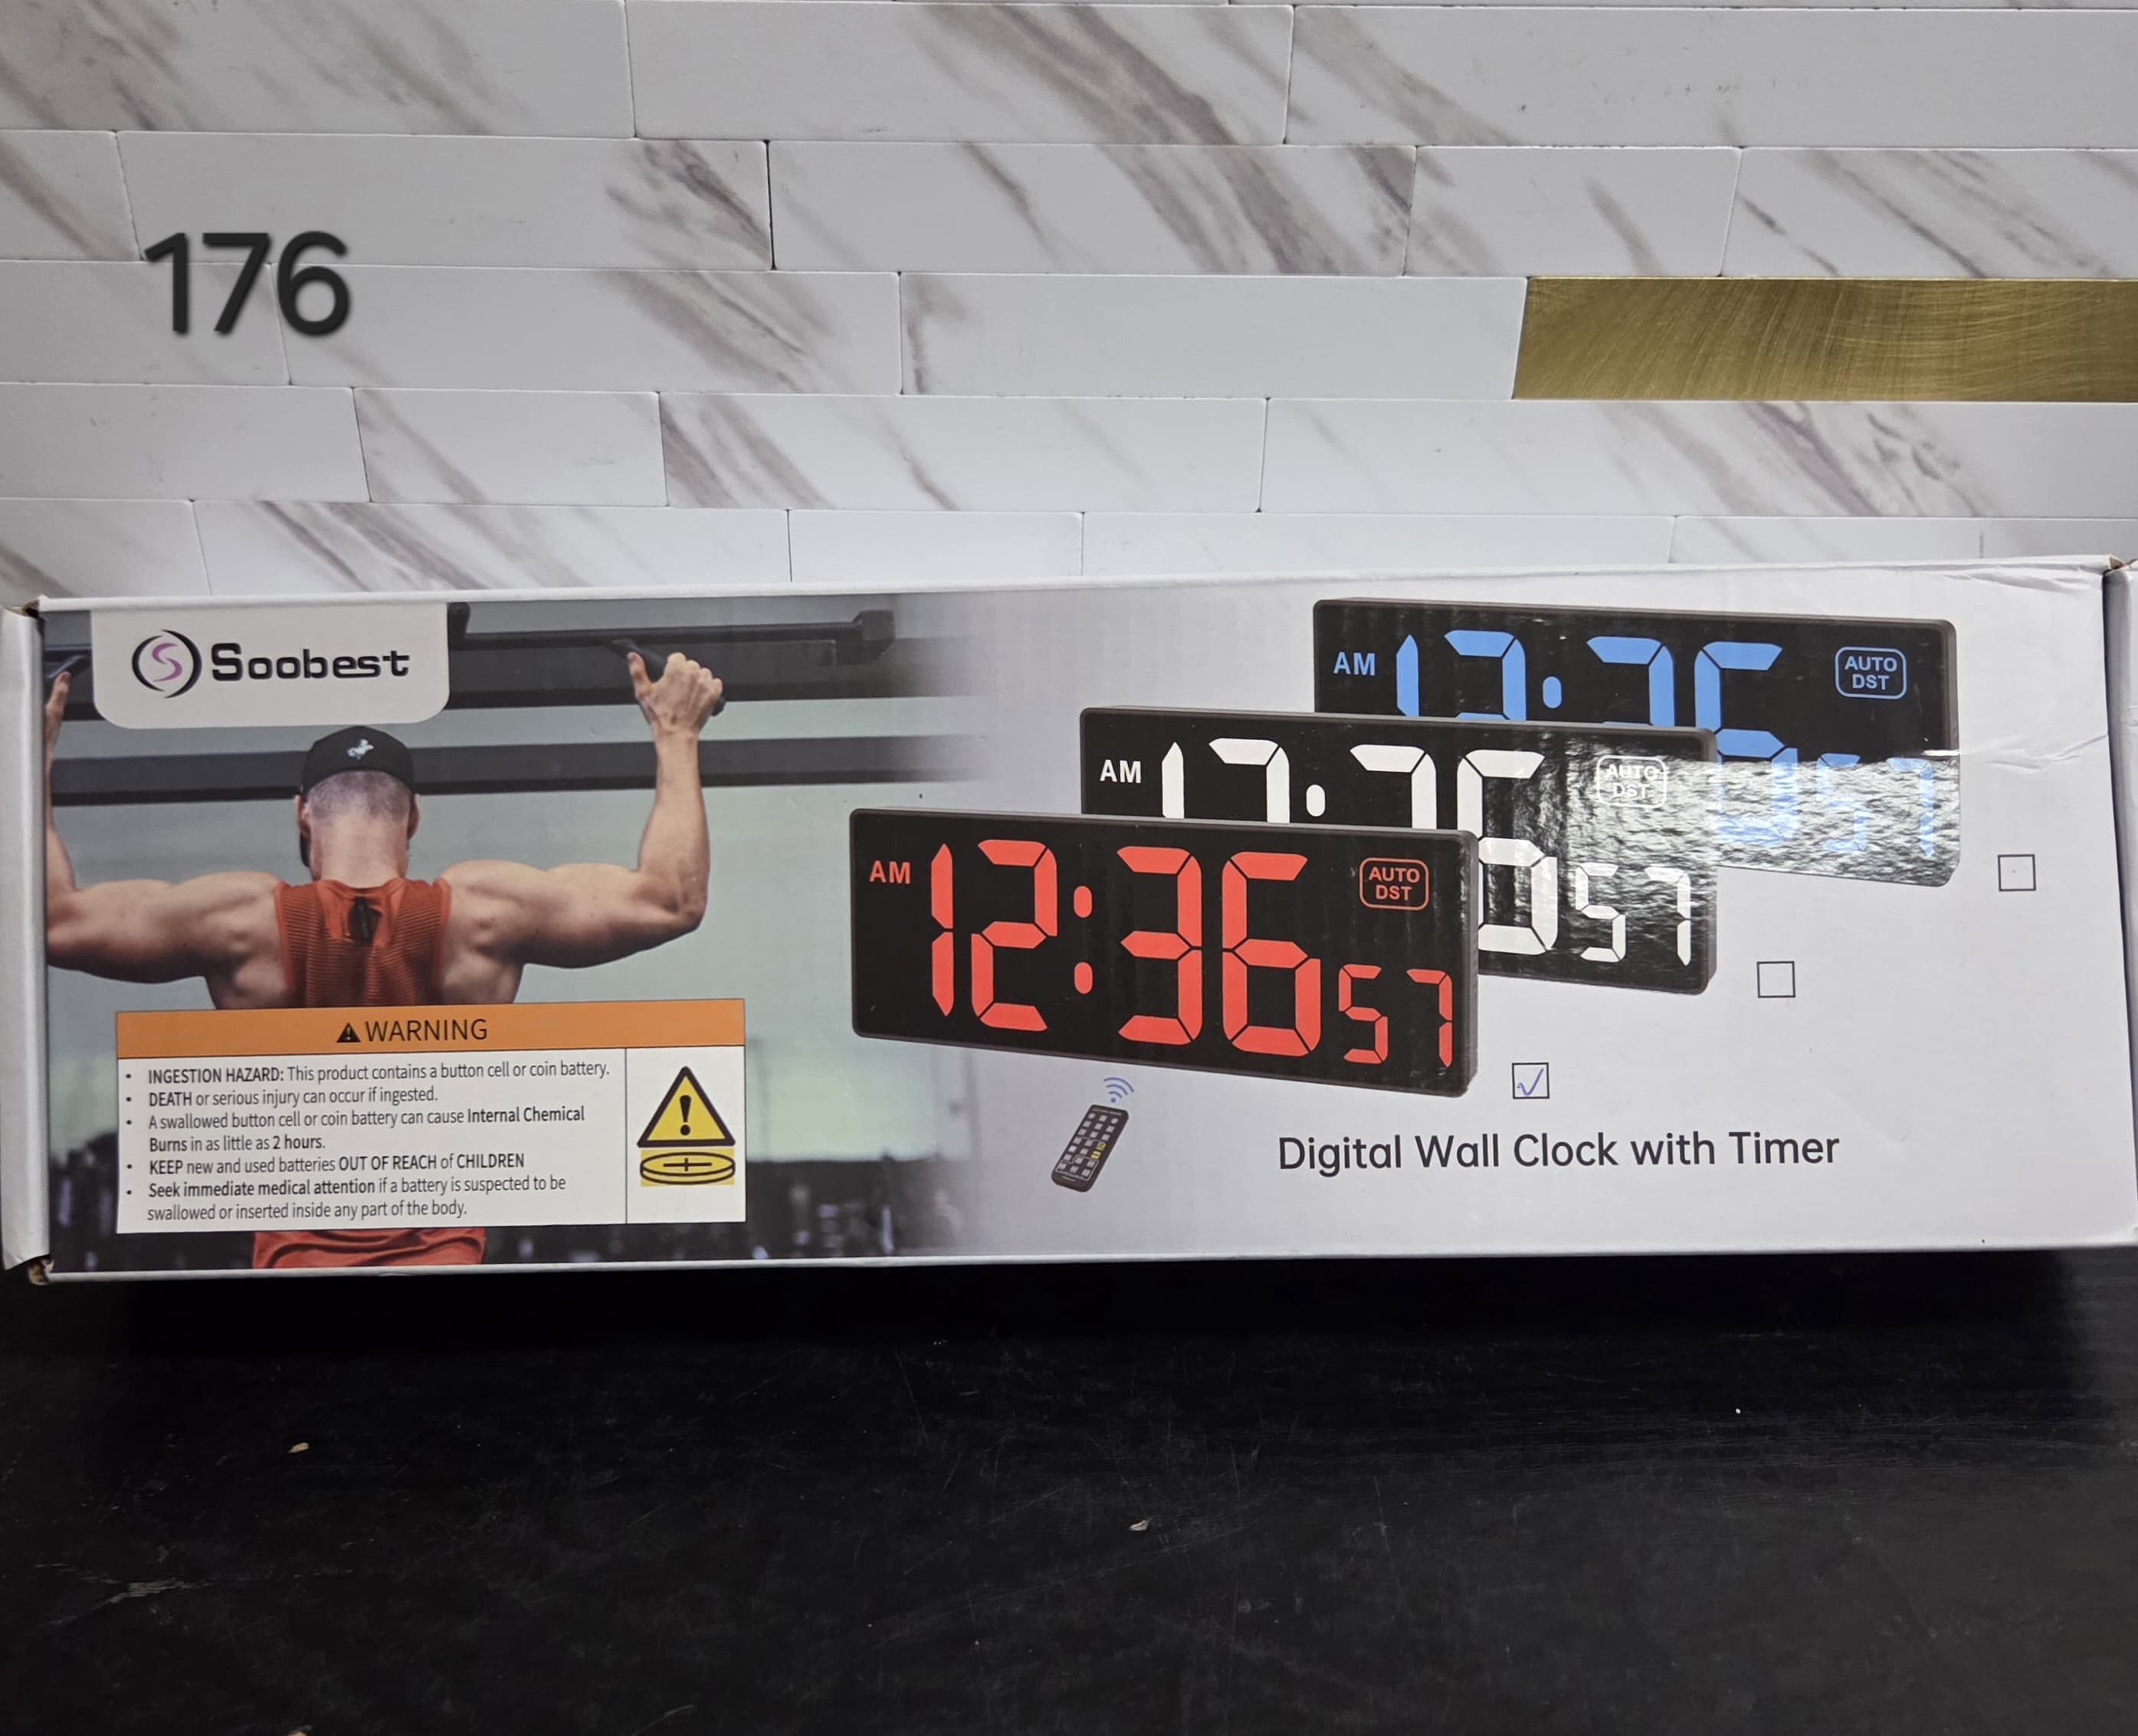 176
Soobest
AM 12:36 57 AUTO DST
AM AUTO DST
57
AM AUTO DST
57
WARNING
• INGESTION HAZARD: This product contains a button cell or coin battery.
• DEATH or serious injury can occur if ingested.
• A swallowed button cell or coin battery can cause Internal Chemical
Burns in as little as 2 hours.
• KEEP new and used batteries OUT OF REACH of CHILDREN
• Seek immediate medical attention if a battery is suspected to be
swallowed or inserted inside any part of the body.
Digital Wall Clock with Timer